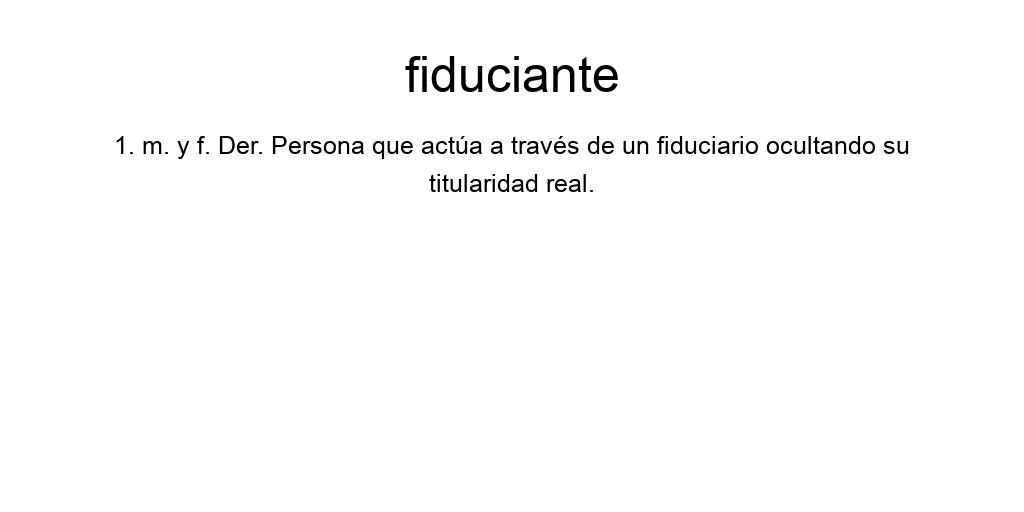 fiduciante
1. m. y f. Der. Persona que actúa a través de un fiduciario ocultando su
titularidad real.